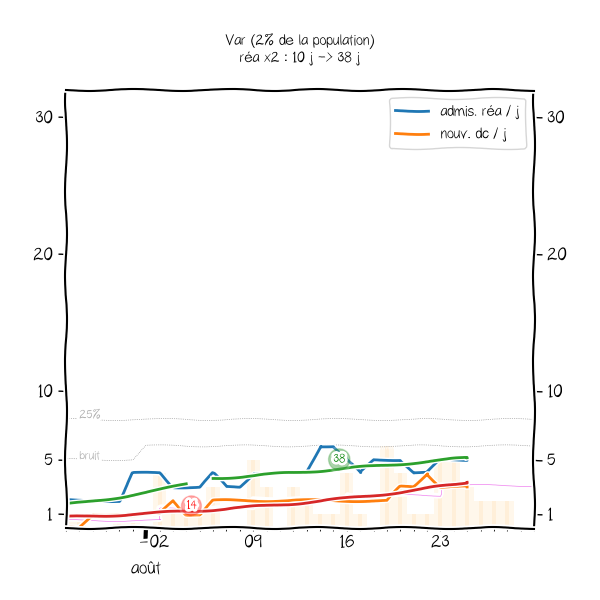 Var (2% de la population)
réa x2 : 10 j -> 38 j
admis. réa / j
nouv. dc / j
30
30
20
20
10
10
25%
bruit
5
5
38
14
1
1
02
09
16
23
août